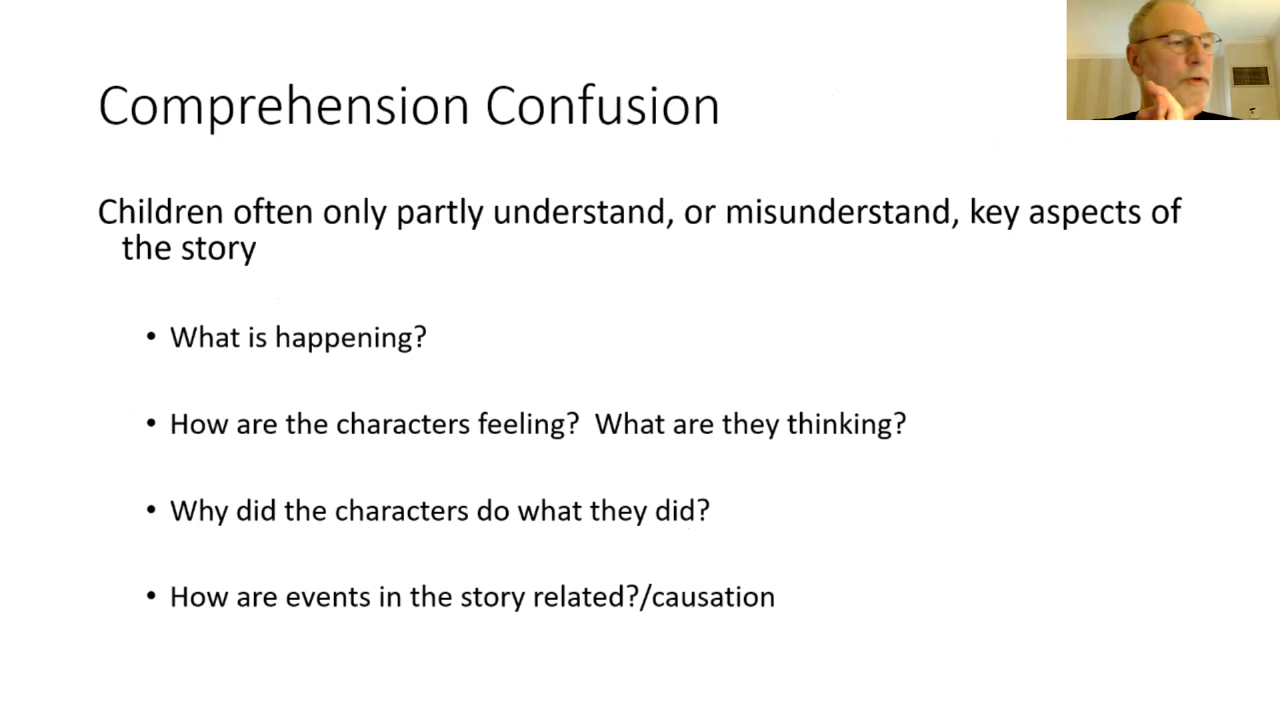 Comprehension Confusion
Children often only partly understand, or misunderstand, key aspects of
the story
• What is happening?
• How are the characters feeling?  What are they thinking?
• Why did the characters do what they did?
• How are events in the story related?/causation